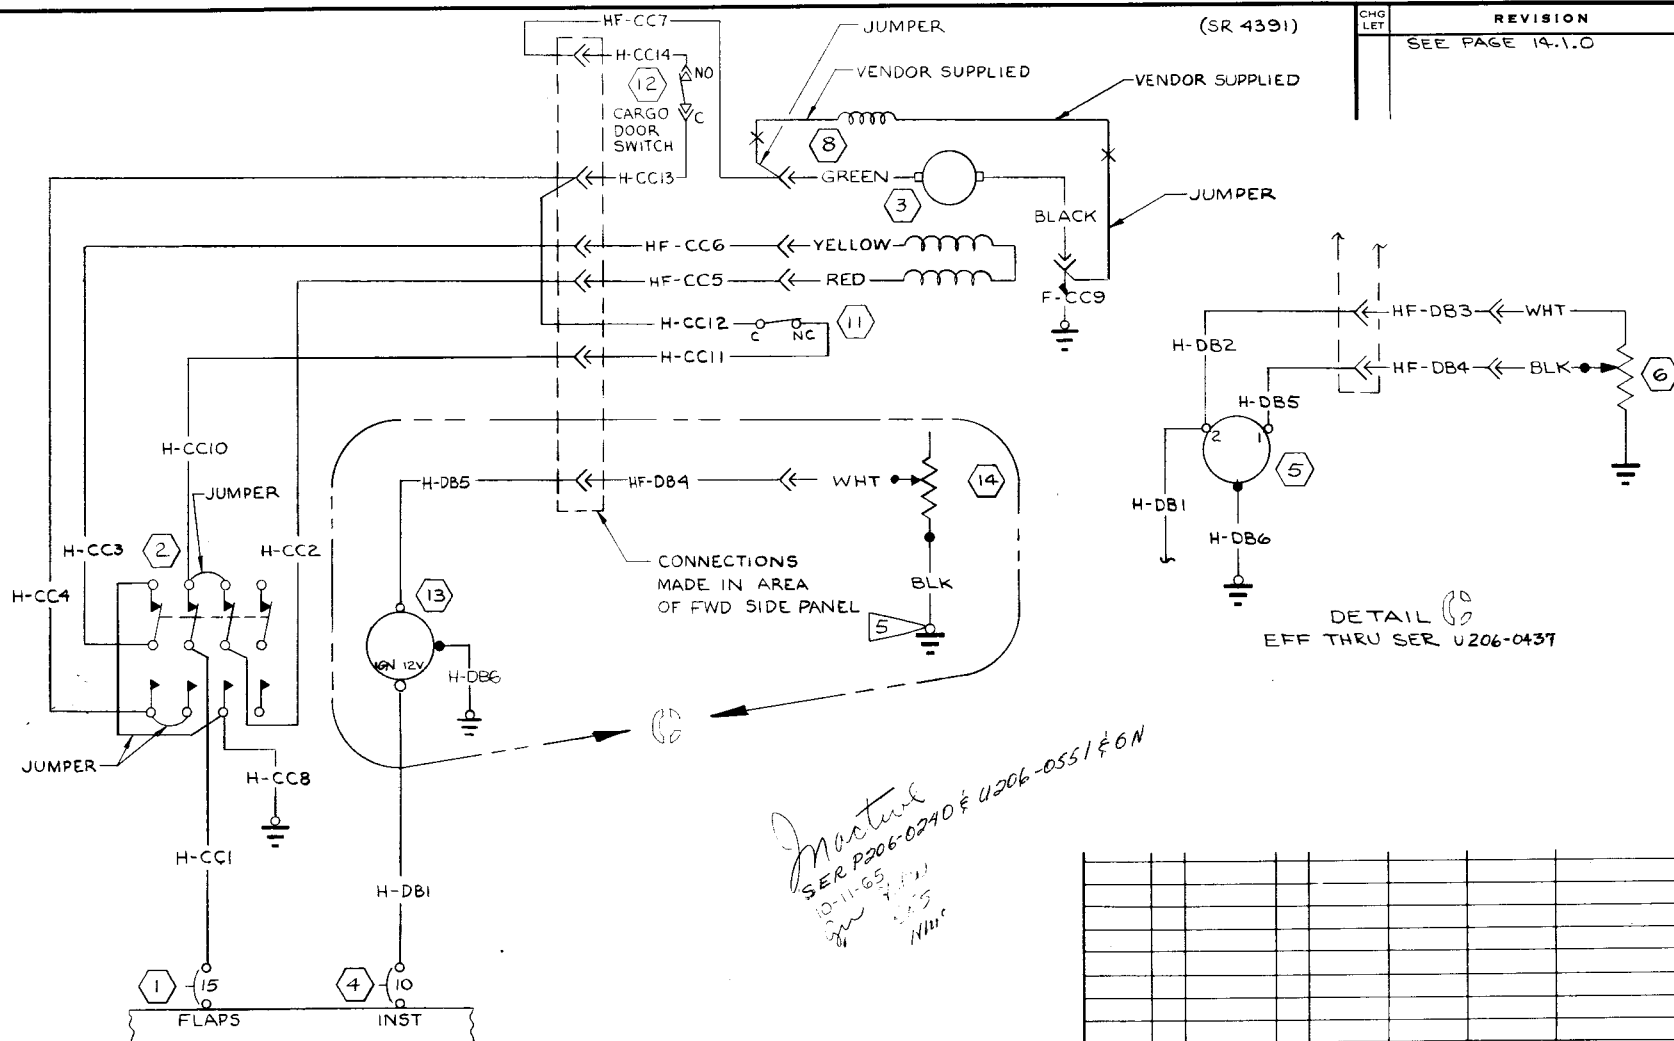 HF-CC7
JUMPER
(SR 4391)
CHG LET
REVISION
SEE PAGE 14.1.0
H-CC14
NO
12
VENDOR SUPPLIED
VENDOR SUPPLIED
CARGO
DOOR
SWITCH
C
8
H-CC13
GREEN
3
JUMPER
BLACK
HF-CC6
YELLOW
HF-CC5
RED
F-CC9
H-CC12
C
NC
11
H-CC11
HF-DB3
WHT
H-DB2
HF-DB4
BLK
6
H-DB5
2
1
5
H-CC10
H-DB5
HF-DB4
WHT
14
JUMPER
H-DB1
H-DB6
H-CC3
2
H-CC2
CONNECTIONS
MADE IN AREA
OF FWD SIDE PANEL
BLK
H-CC4
13
5
DETAIL
EFF THRU SER U206-0437
IGN 12V
H-DB6
JUMPER
H-CC8
Inactive
SER P206-0240 & U206-0551 & ON
10-11-65
H-CC1
H-DB1
1
15
4
10
FLAPS
INST